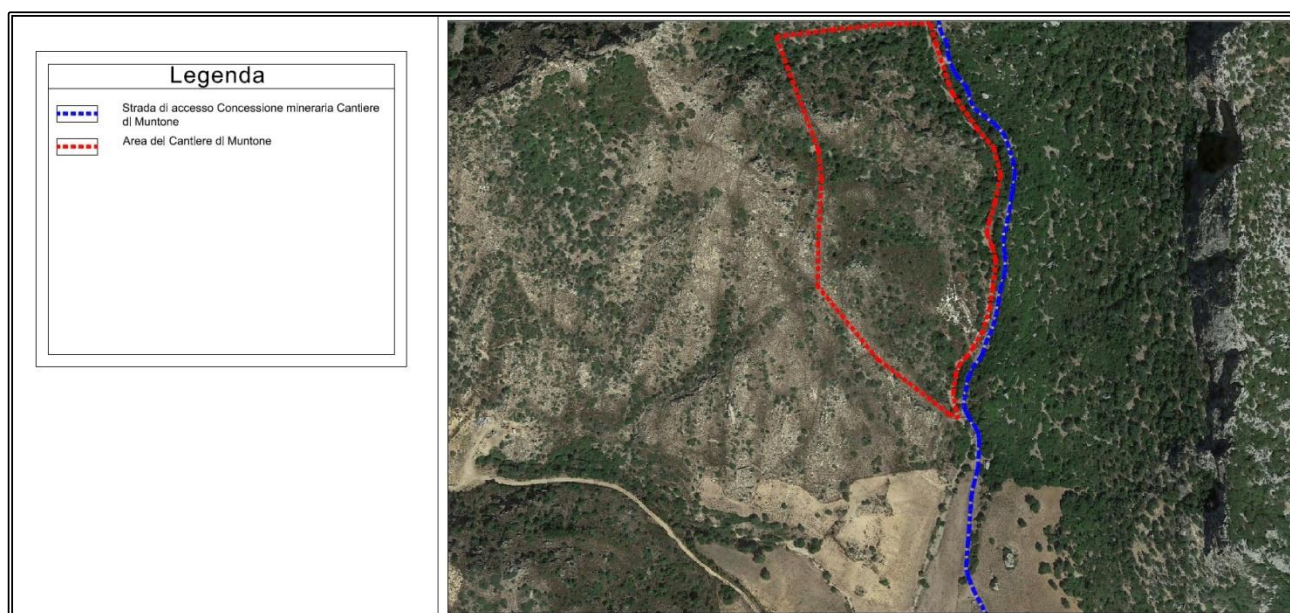 Legenda
Strada di accesso Concessione mineraria Cantiere
di Muntone
Area del Cantiere di Muntone